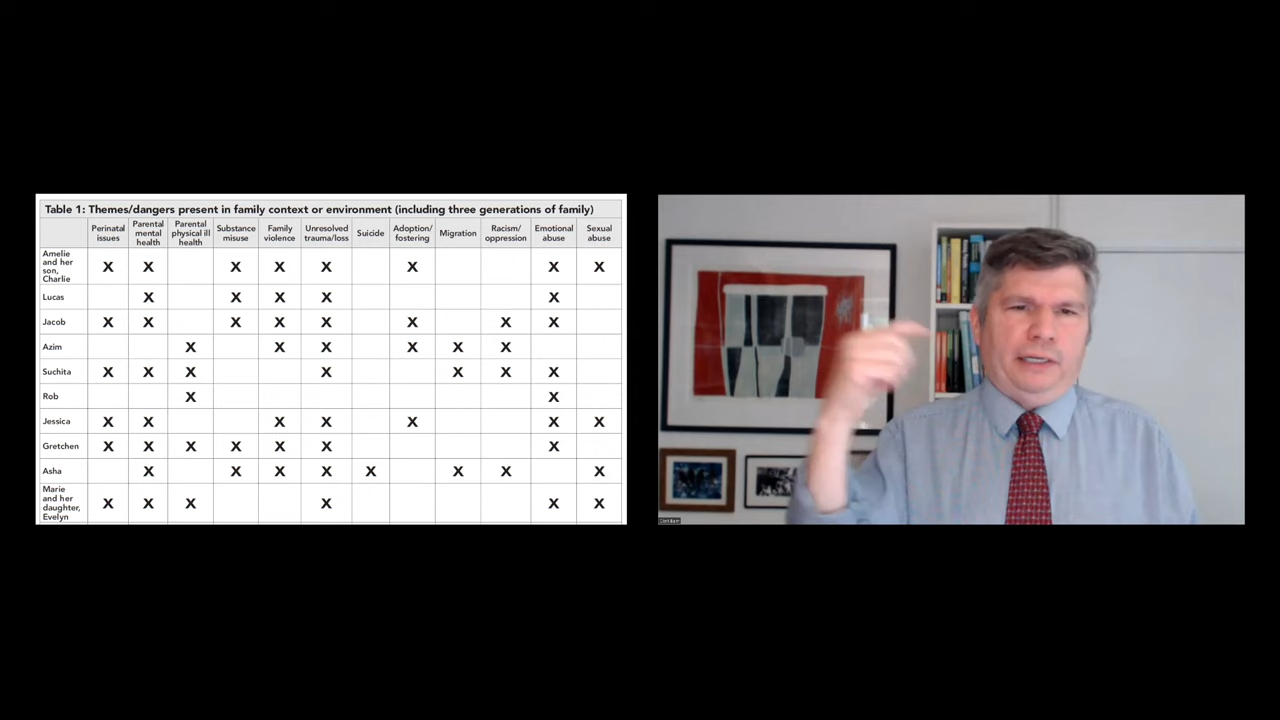 Table 1: Themes/dangers present in family context or environment (including three generations of family)
Perinatal issues Parental mental health Parental physical ill health Substance misuse Family violence Unresolved trauma/loss Suicide Adoption/fostering Migration Racism/oppression Emotional abuse Sexual abuse
Amelie and her son, Charlie X X X X X X X X
Lucas X X X X X
Jacob X X X X X X X X
Azim X X X X X X
Suchita X X X X X X X
Rob X X
Jessica X X X X X X X
Gretchen X X X X X X X
Asha X X X X X X X X
Marie and her daughter, Evelyn X X X X X X